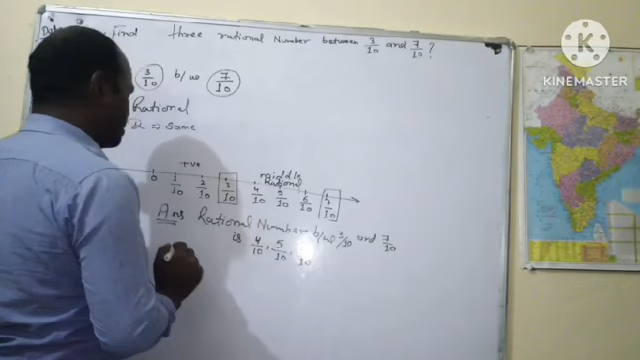 Find three rational Number between 3/10 and 7/10 ?
3/10 b/w 7/10
Rational
=> Same
+ve
middle
Rational
0 1/10 2/10 3/10 4/10 5/10 6/10 7/10
Ans Rational Number b/w 3/10 and 7/10
is 4/10, 5/10, /10
KINEMASTER